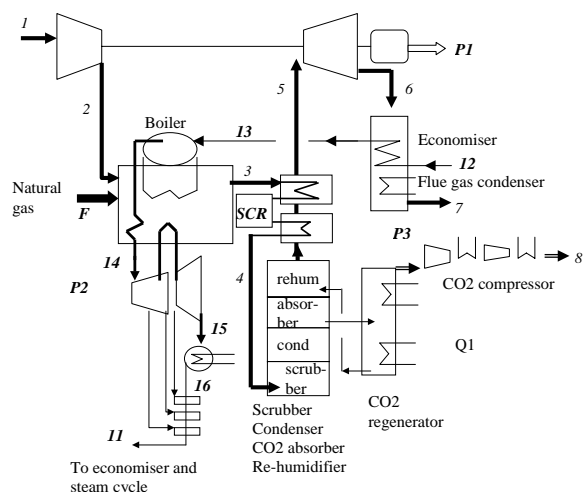 1
P1
2
5
6
Boiler
13
Economiser
12
Flue gas condenser
Natural
gas
F
3
SCR
7
P3
14
P2
4
8
CO2 compressor
rehum
absor-
ber
cond
scrub-
ber
15
16
Q1
11
Scrubber
Condenser
CO2 absorber
Re-humidifier
CO2
regenerator
To economiser and
steam cycle